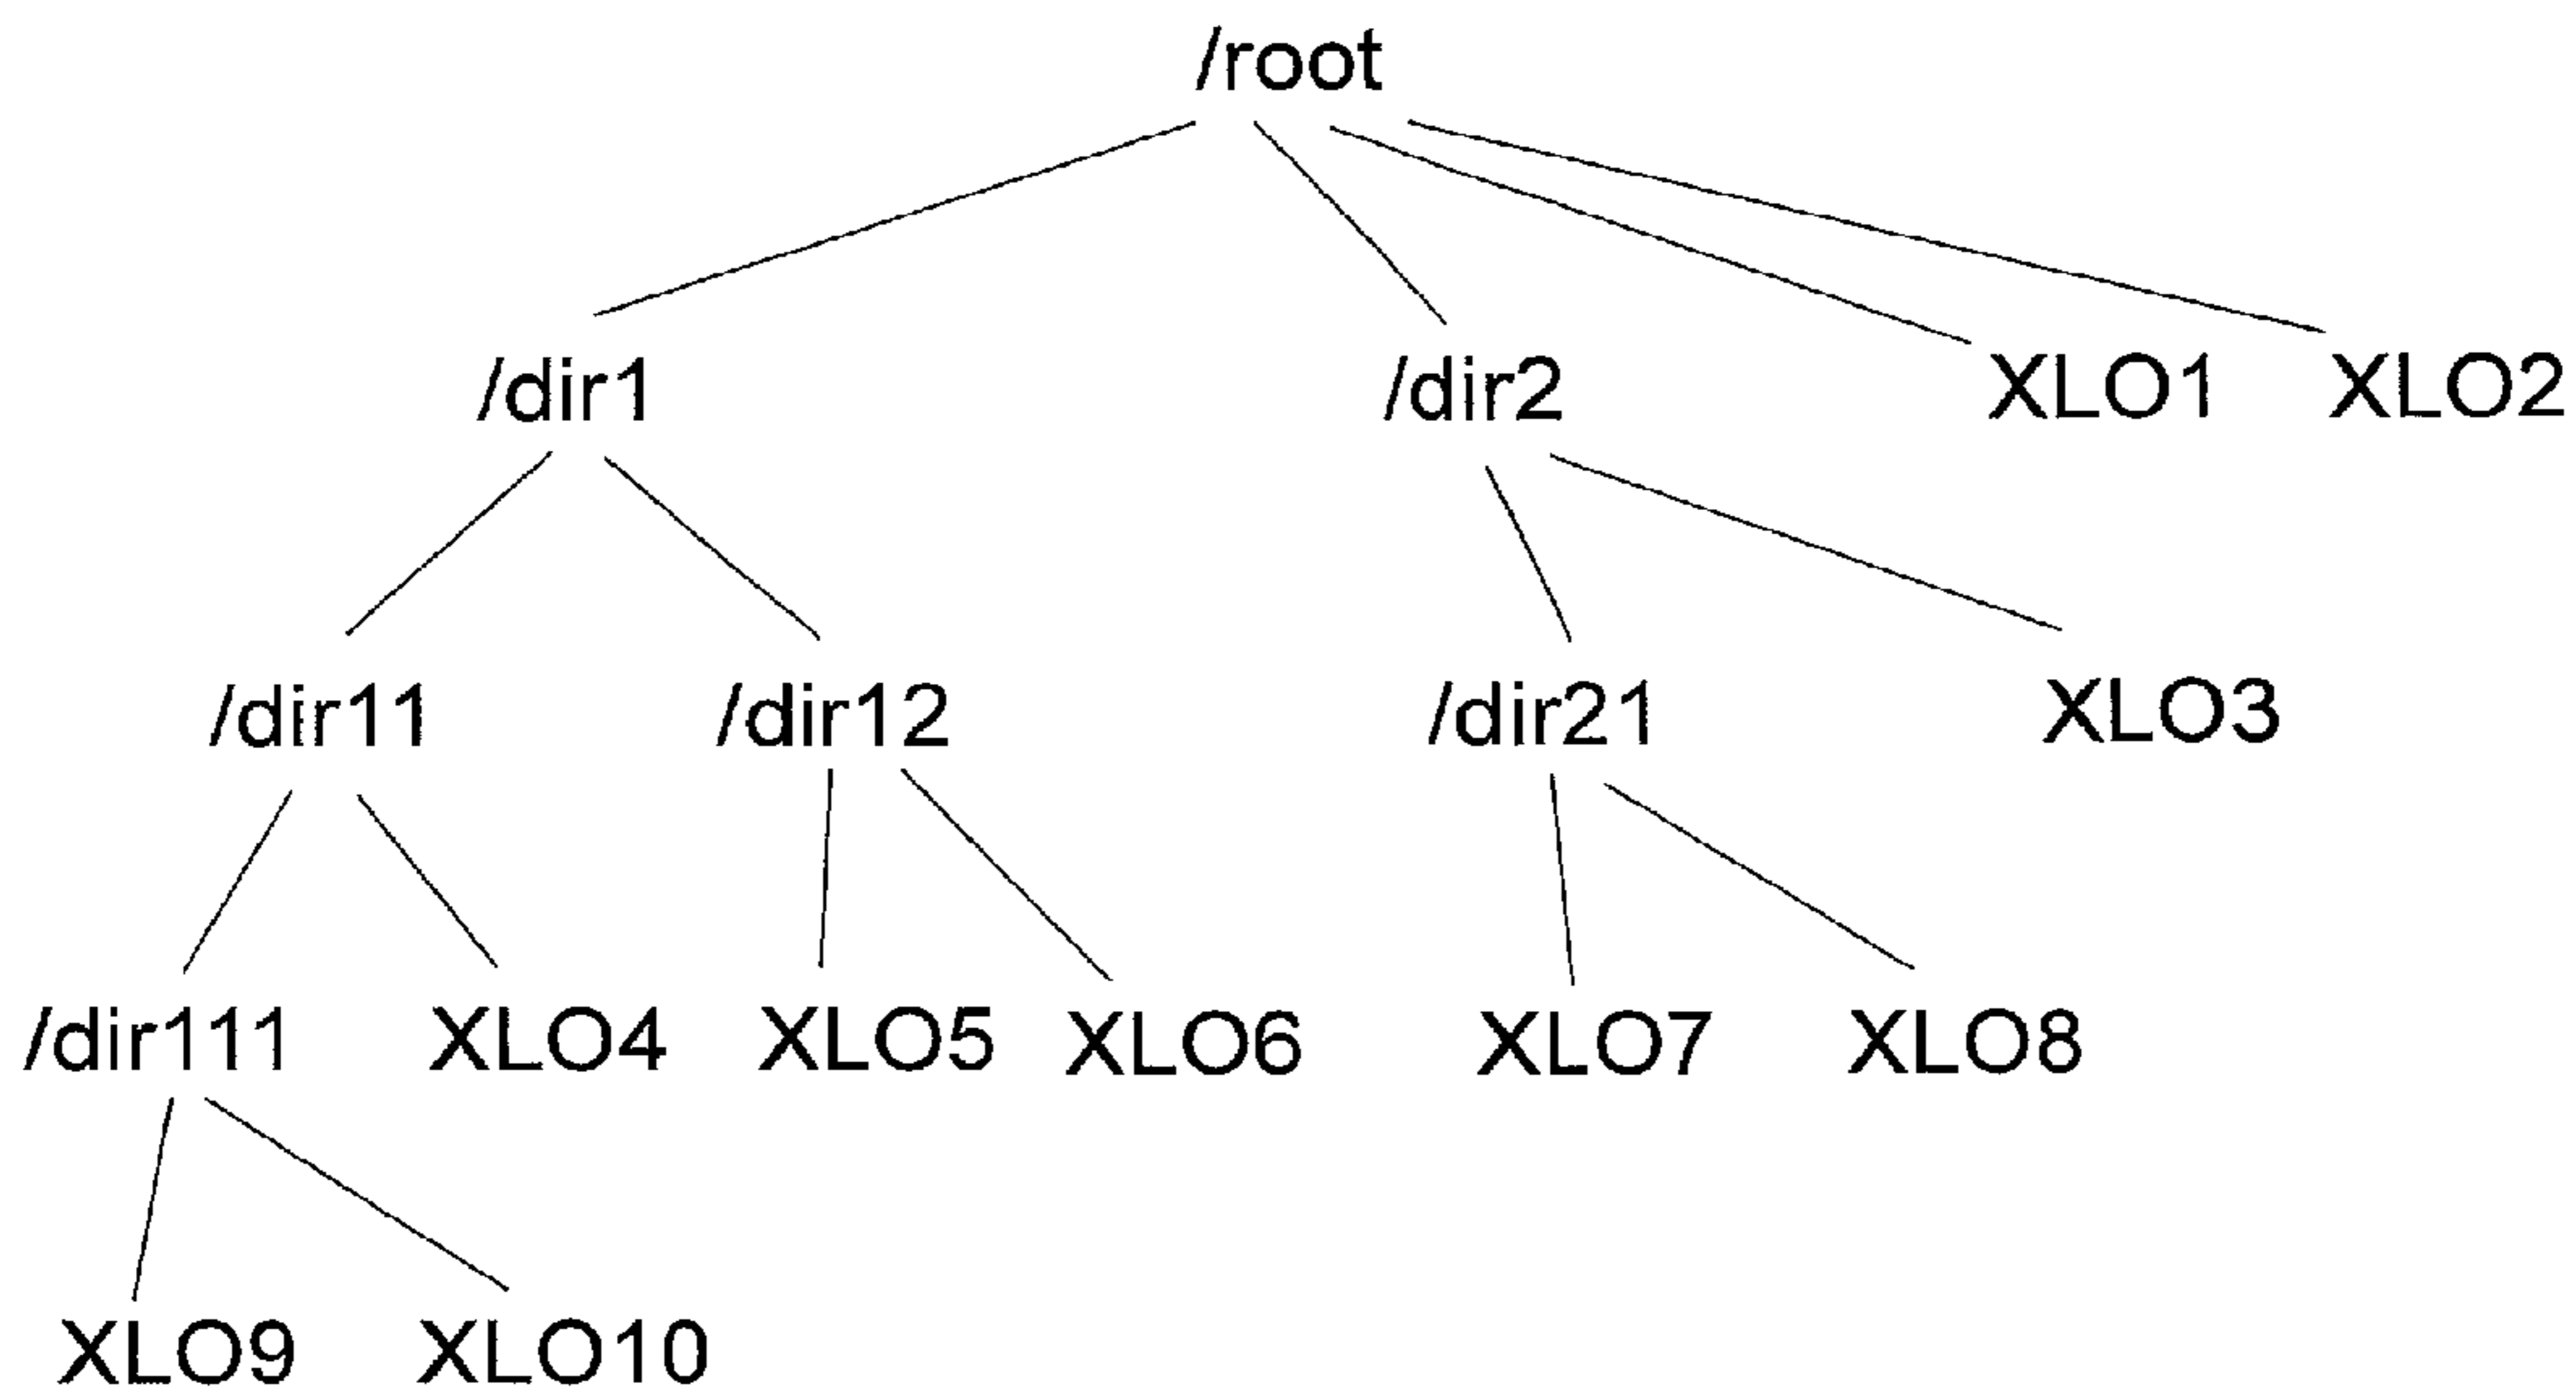 /root
/dir1 /dir2 XLO1 XLO2
/dir11 /dir12 /dir21 XLO3
/dir111 XLO4 XLO5 XLO6 XLO7 XLO8
XLO9 XLO10